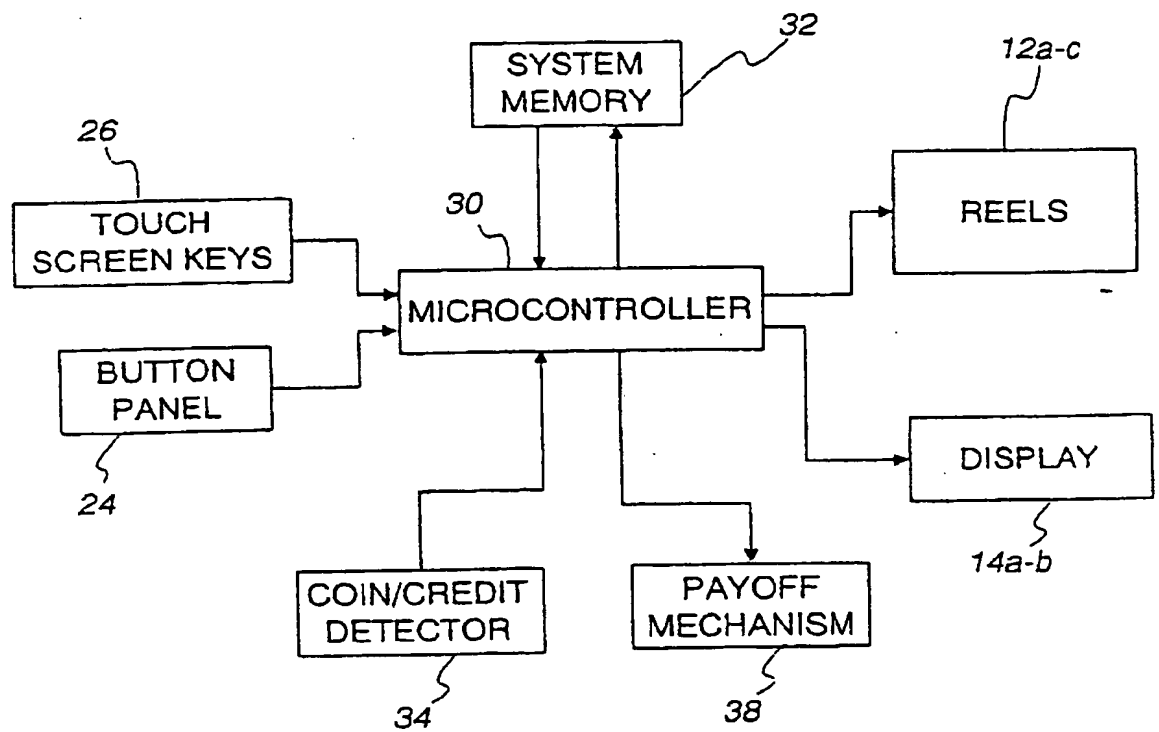 32
SYSTEM
MEMORY
12a-c
26
TOUCH
SCREEN KEYS
30
REELS
MICROCONTROLLER
BUTTON
PANEL
24
DISPLAY
14a-b
COIN/CREDIT
DETECTOR
34
PAYOFF
MECHANISM
38